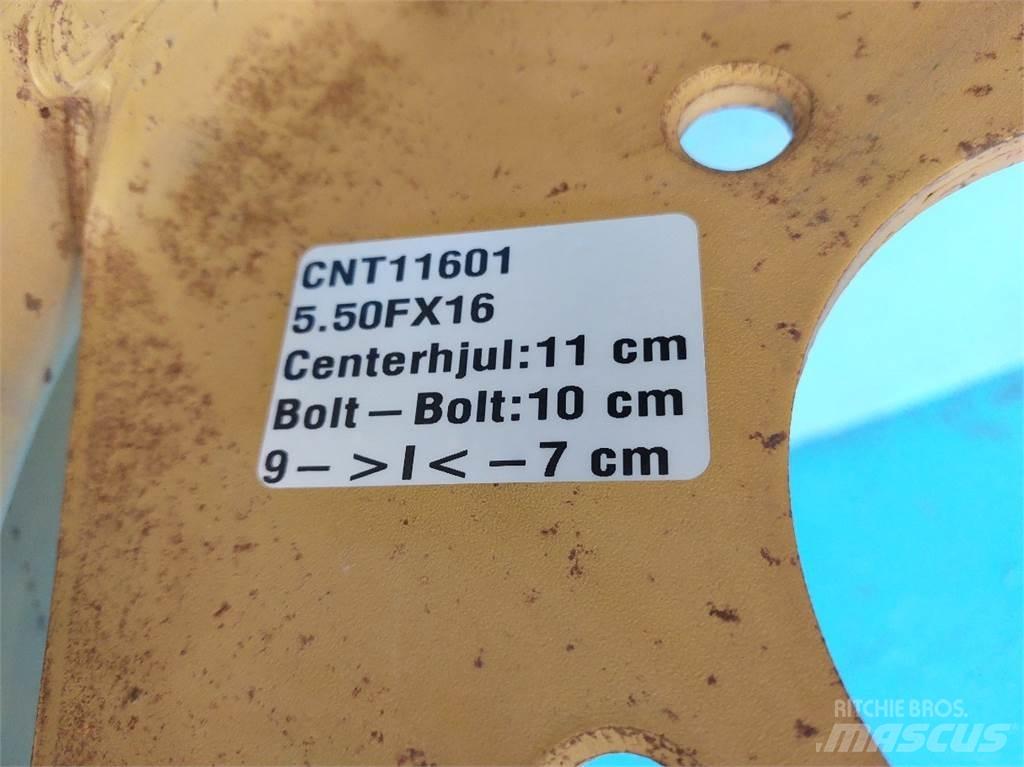 CNT11601
5.50FX16
Centerhjul:11 cm
Bolt – Bolt:10 cm
9– >I< –7 cm
RITCHIE BROS.
MASCUS